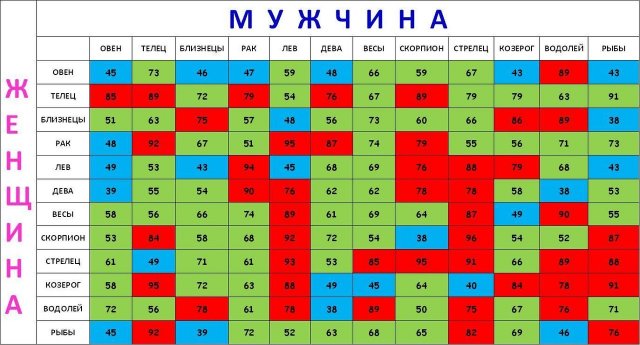 МУЖЧИНА
ЖЕНЩИНА
ОВЕН ТЕЛЕЦ БЛИЗНЕЦЫ РАК ЛЕВ ДЕВА ВЕСЫ СКОРПИОН СТРЕЛЕЦ КОЗЕРОГ ВОДОЛЕЙ РЫБЫ
ОВЕН 45 73 46 47 59 48 66 59 67 43 89 43
ТЕЛЕЦ 85 89 72 79 54 76 67 89 79 79 63 91
БЛИЗНЕЦЫ 51 63 75 57 48 56 73 60 66 86 89 38
РАК 48 92 67 51 95 87 74 79 55 56 71 73
ЛЕВ 49 53 43 94 45 68 69 76 88 79 68 43
ДЕВА 39 55 54 90 76 62 62 78 78 58 38 53
ВЕСЫ 58 56 66 74 89 61 69 64 87 49 90 55
СКОРПИОН 53 84 58 68 92 72 54 38 96 54 52 87
СТРЕЛЕЦ 61 49 71 61 93 53 85 95 91 66 89 88
КОЗЕРОГ 58 95 72 63 88 49 45 64 40 84 78 91
ВОДОЛЕЙ 72 56 78 61 78 38 89 50 75 67 76 71
РЫБЫ 45 92 39 72 52 63 68 65 82 69 46 76